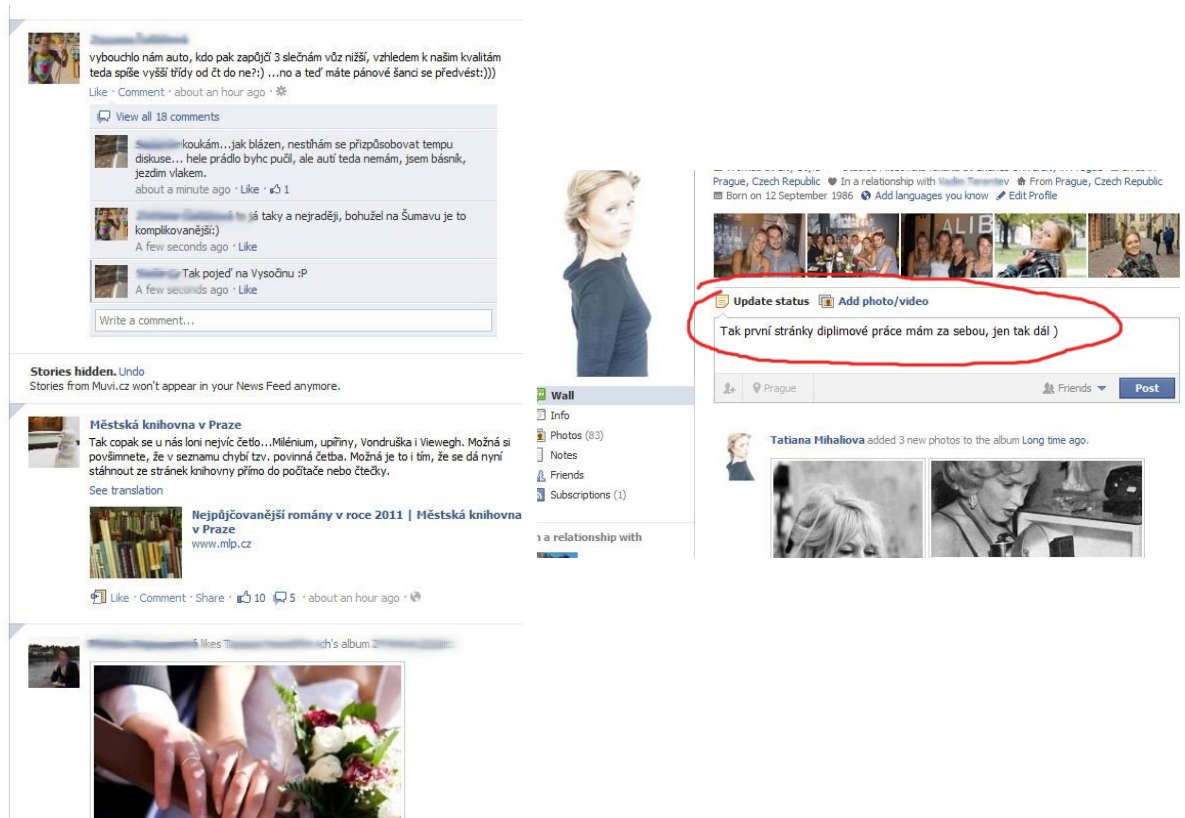 vybouchlo nám auto, kdo pak zapůjčí 3 slečnám vůz nižší, vzhledem k našim kvalitám
teda spíše vyšší třídy od čt do ne?:) ...no a teď máte pánové šanci se předvést:)))
Like · Comment · about an hour ago ·
View all 18 comments
koukám...jak blázen, nestíhám se přizpůsobovat tempu
diskuse... hele prádlo byhc pučil, ale autí teda nemám, jsem básník,
jezdim vlakem.
about a minute ago · Like · 1
to já taky a nejraději, bohužel na Šumavu je to
komplikovanější:)
A few seconds ago · Like
Tak pojeď na Vysočinu :P
A few seconds ago · Like
Write a comment...
Stories hidden. Undo
Stories from Muvi.cz won't appear in your News Feed anymore.
Městská knihovna v Praze
Tak copak se u nás loni nejvíc četlo...Milénium, upířiny, Vondruška i Viewegh. Možná si
povšimnete, že v seznamu chybí tzv. povinná četba. Možná je to i tím, že se dá nyní
stáhnout ze stránek knihovny přímo do počítače nebo čtečky.
See translation
Nejpůjčovanější romány v roce 2011 | Městská knihovna
v Praze
www.mlp.cz
Like · Comment · Share · 10 5 · about an hour ago ·
likes ch's album
Prague, Czech Republic In a relationship with From Prague, Czech Republic
Born on 12 September 1986 Add languages you know Edit Profile
ALIB
Update status Add photo/video
Tak první stránky diplimové práce mám za sebou, jen tak dál )
Prague Friends Post
Wall
Info
Photos (83)
Notes
Friends
Subscriptions (1)
a relationship with
Tatiana Mihaliova added 3 new photos to the album Long time ago.